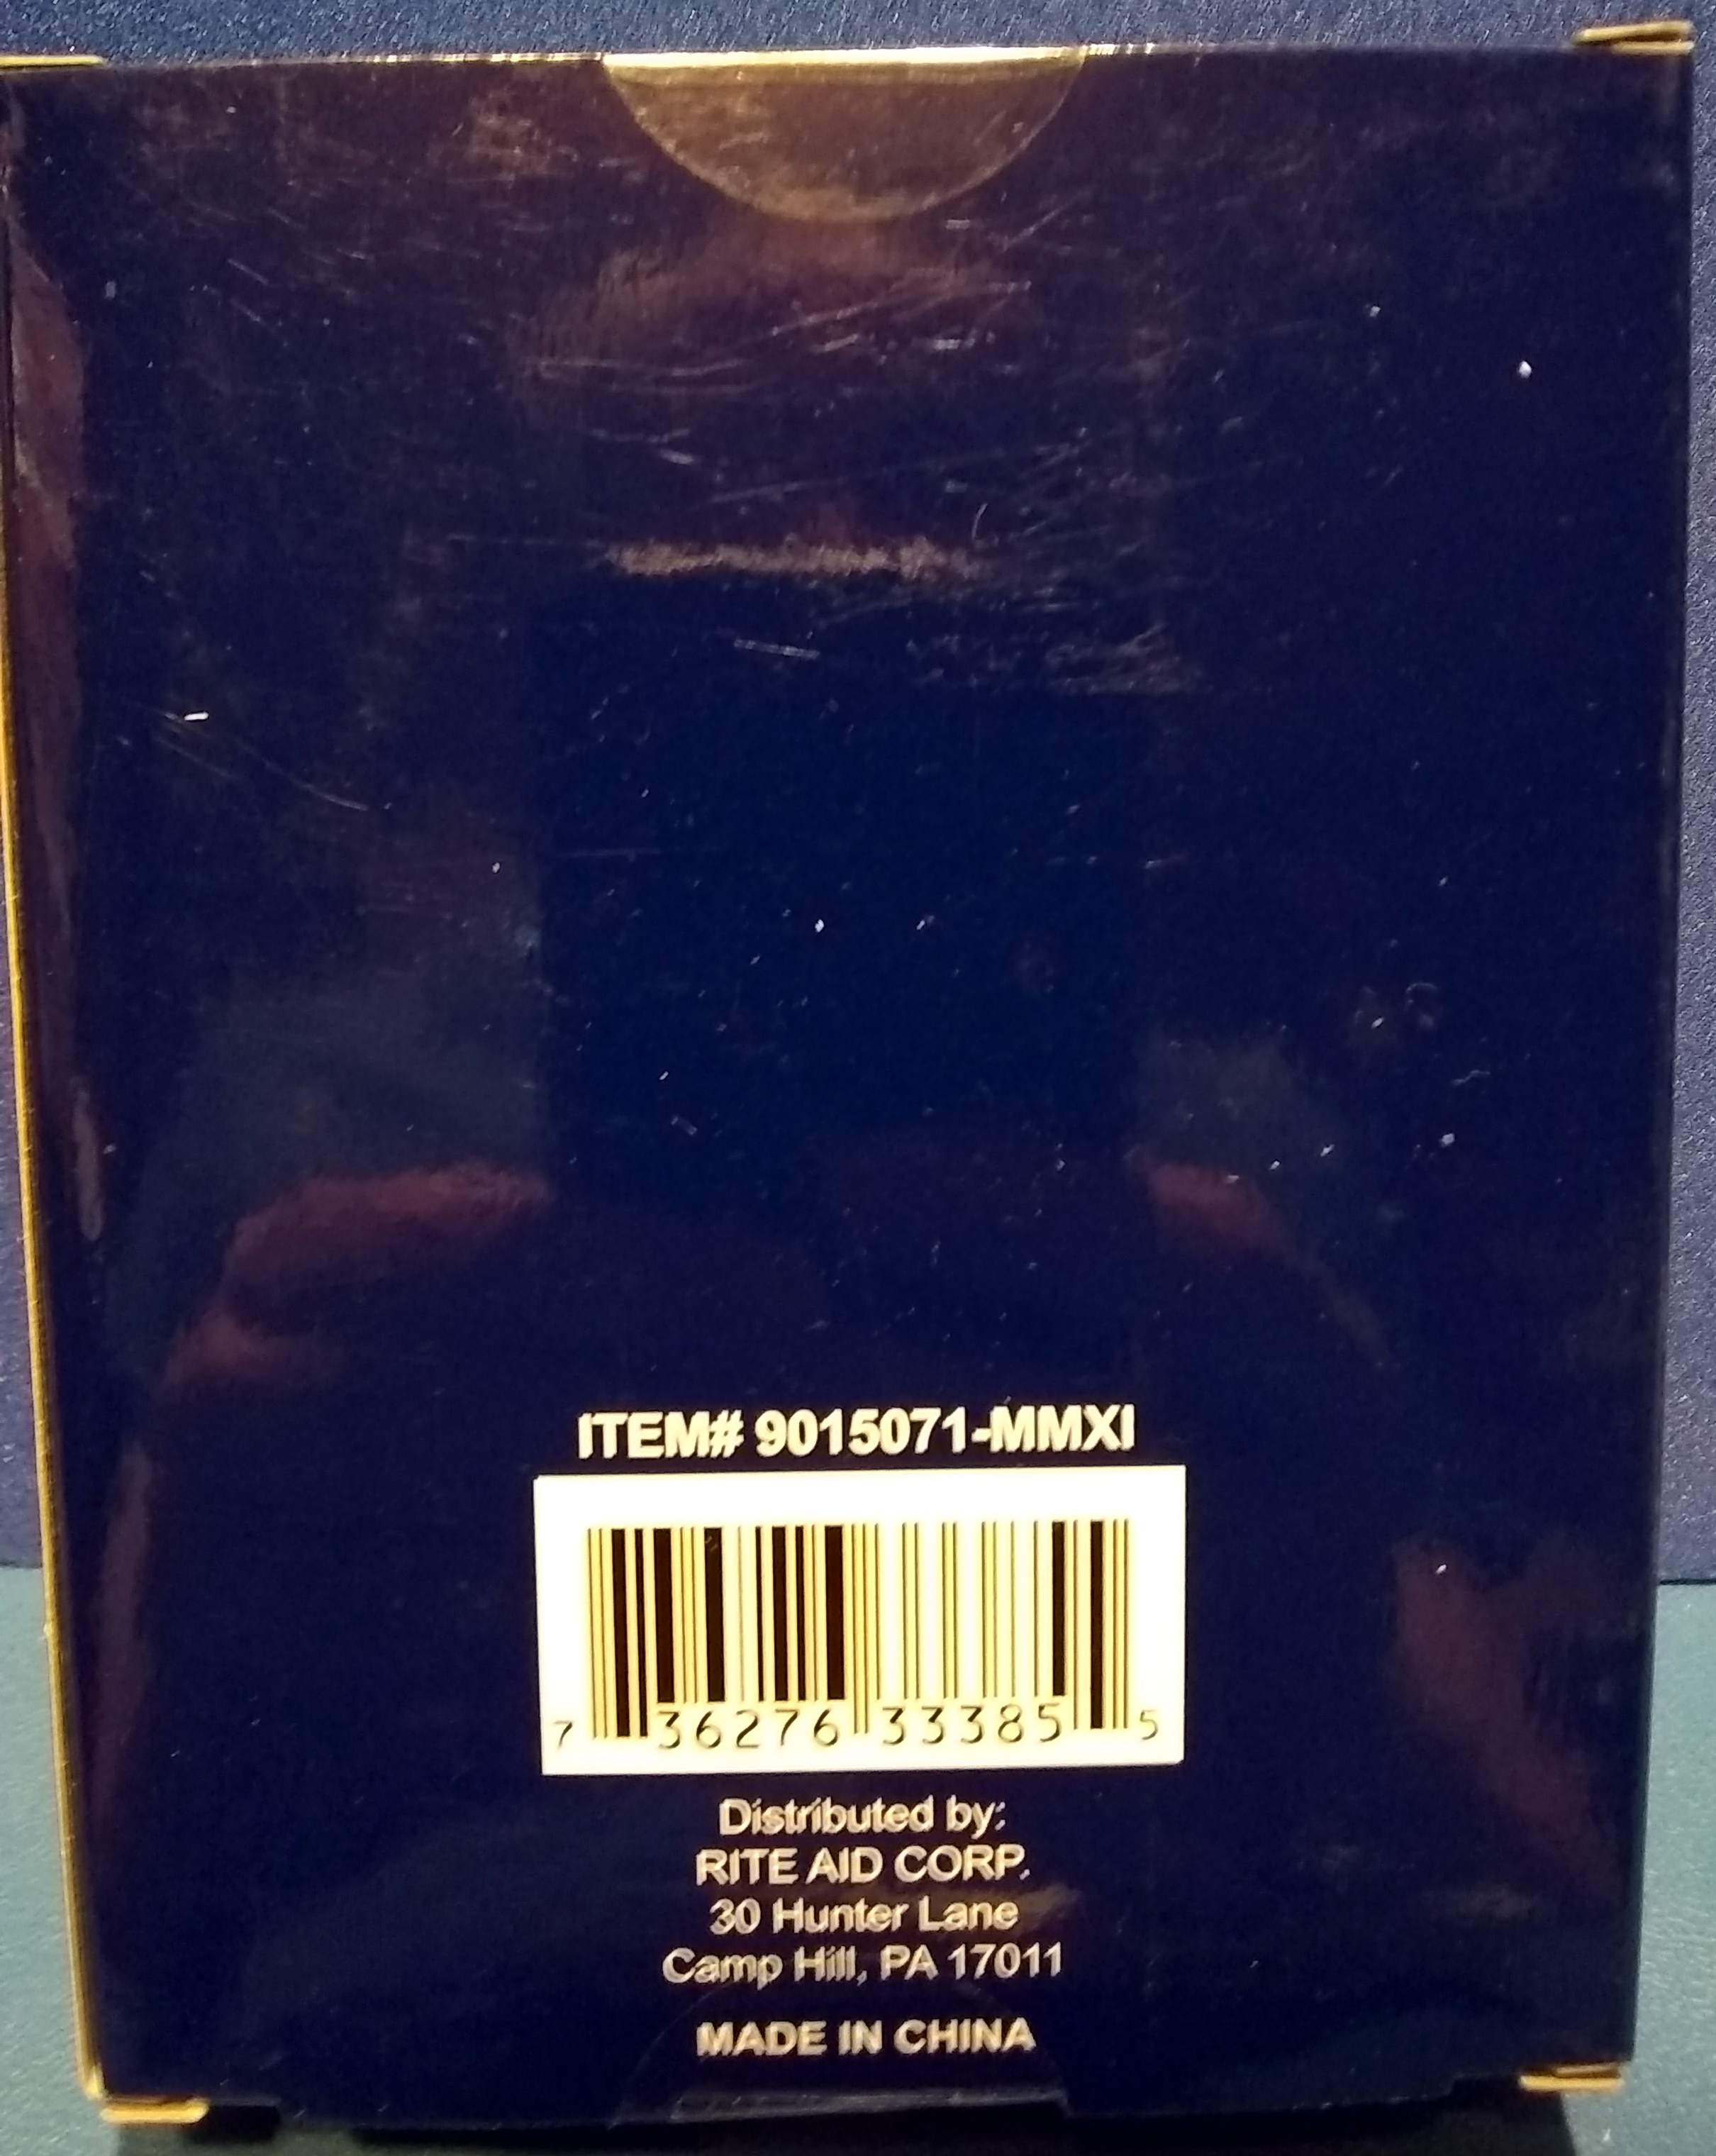 ITEM# 9015071-MMXI
7 36276 33385 5
Distributed by:
RITE AID CORP.
30 Hunter Lane
Camp Hill, PA 17011
MADE IN CHINA